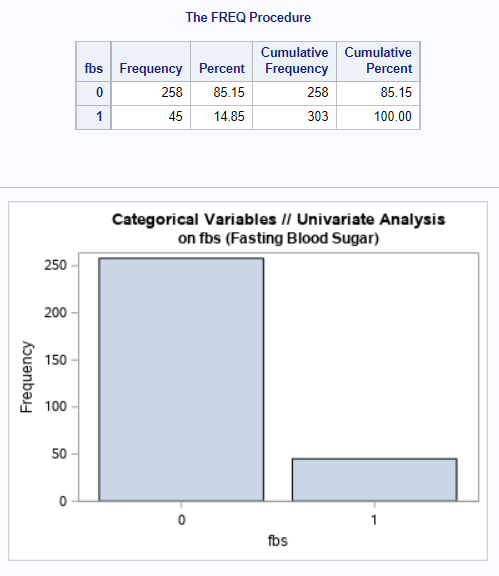 The FREQ Procedure
fbs Frequency Percent Cumulative Frequency Cumulative Percent
0 258 85.15 258 85.15
1 45 14.85 303 100.00
Categorical Variables // Univariate Analysis
on fbs (Fasting Blood Sugar)
Frequency
250
200
150
100
50
0
0 1
fbs